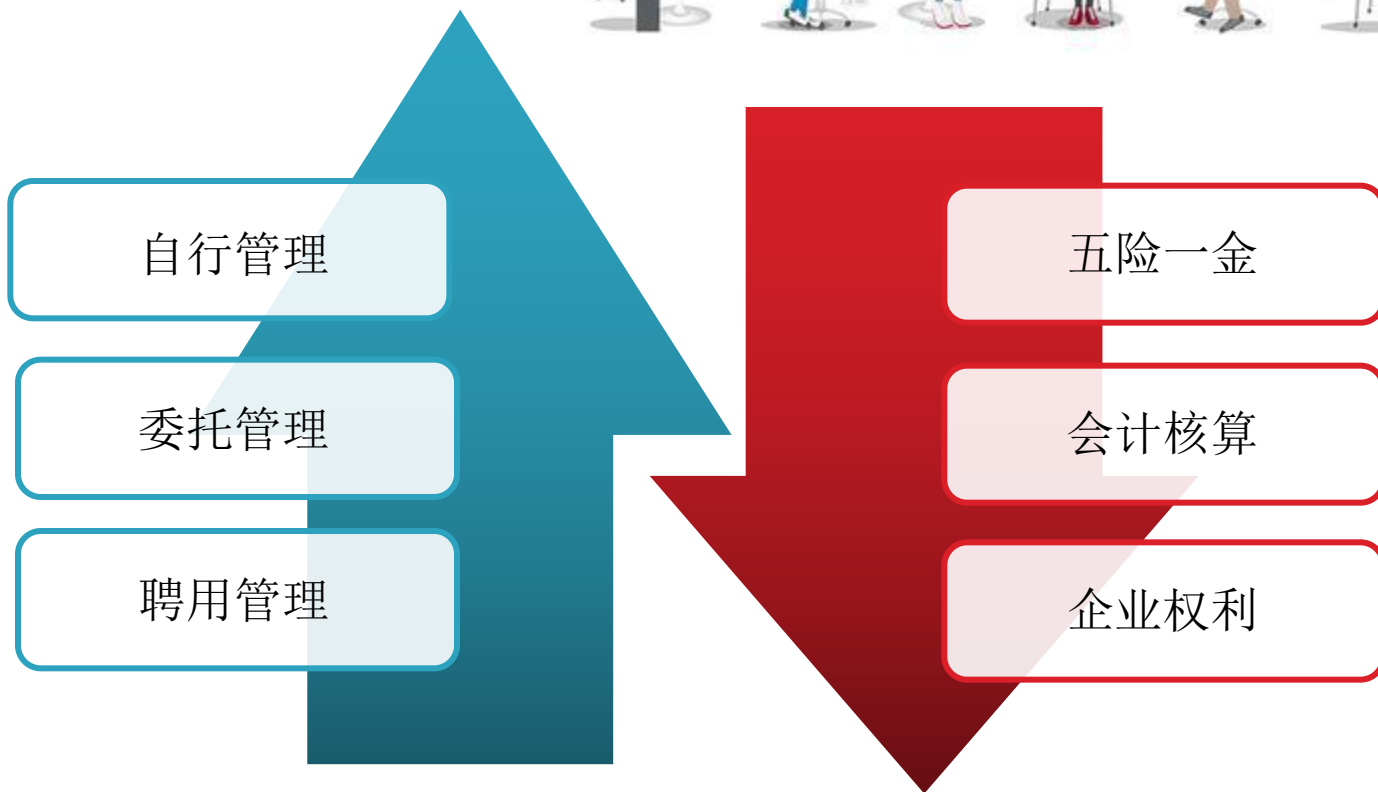 自行管理
委托管理
聘用管理
五险一金
会计核算
企业权利